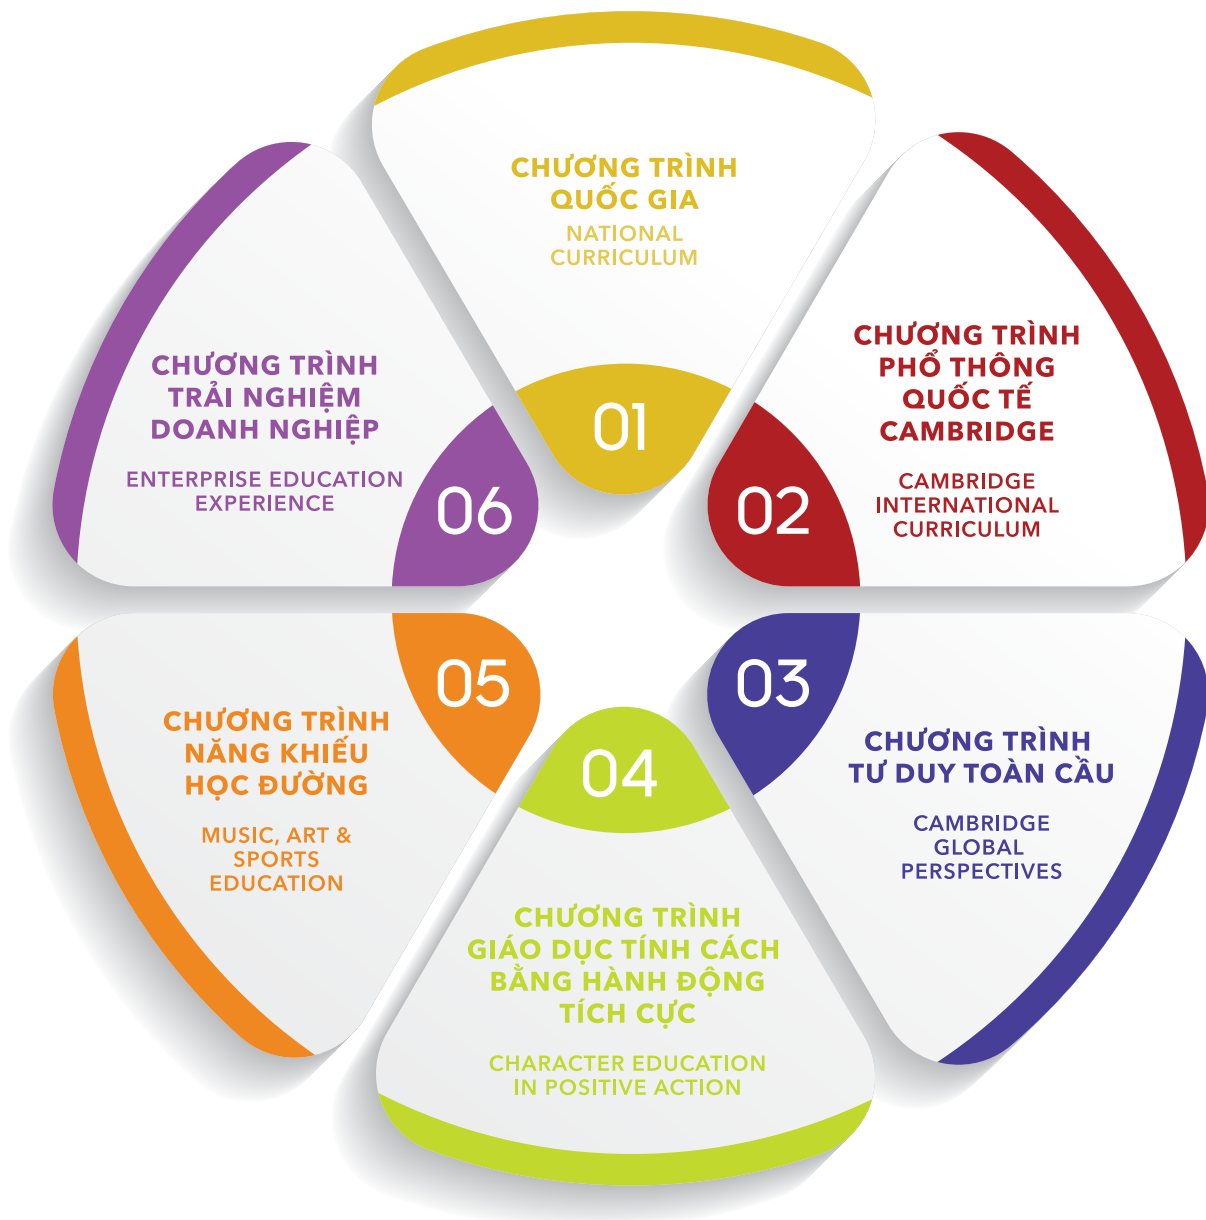 CHƯƠNG TRÌNH
QUỐC GIA
NATIONAL
CURRICULUM
01
CHƯƠNG TRÌNH
PHỔ THÔNG
QUỐC TẾ
CAMBRIDGE
CAMBRIDGE
INTERNATIONAL
CURRICULUM
02
03
CHƯƠNG TRÌNH
TƯ DUY TOÀN CẦU
CAMBRIDGE
GLOBAL
PERSPECTIVES
04
CHƯƠNG TRÌNH
GIÁO DỤC TÍNH CÁCH
BẰNG HÀNH ĐỘNG
TÍCH CỰC
CHARACTER EDUCATION
IN POSITIVE ACTION
05
CHƯƠNG TRÌNH
NĂNG KHIẾU
HỌC ĐƯỜNG
MUSIC, ART &
SPORTS
EDUCATION
CHƯƠNG TRÌNH
TRẢI NGHIỆM
DOANH NGHIỆP
ENTERPRISE EDUCATION
EXPERIENCE
06